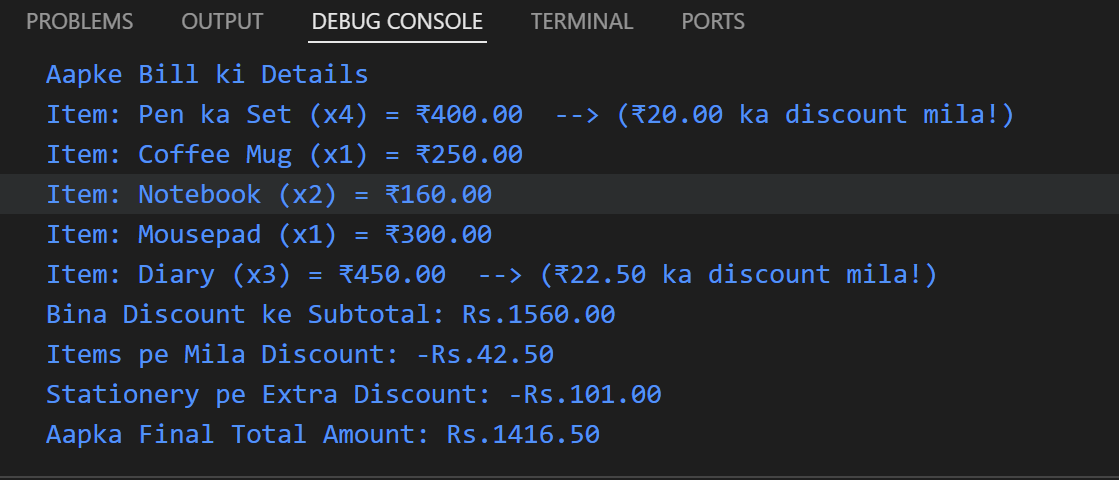 PROBLEMS OUTPUT DEBUG CONSOLE TERMINAL PORTS
Aapke Bill ki Details
Item: Pen ka Set (x4) = ₹400.00 --> (₹20.00 ka discount mila!)
Item: Coffee Mug (x1) = ₹250.00
Item: Notebook (x2) = ₹160.00
Item: Mousepad (x1) = ₹300.00
Item: Diary (x3) = ₹450.00 --> (₹22.50 ka discount mila!)
Bina Discount ke Subtotal: Rs.1560.00
Items pe Mila Discount: -Rs.42.50
Stationery pe Extra Discount: -Rs.101.00
Aapka Final Total Amount: Rs.1416.50